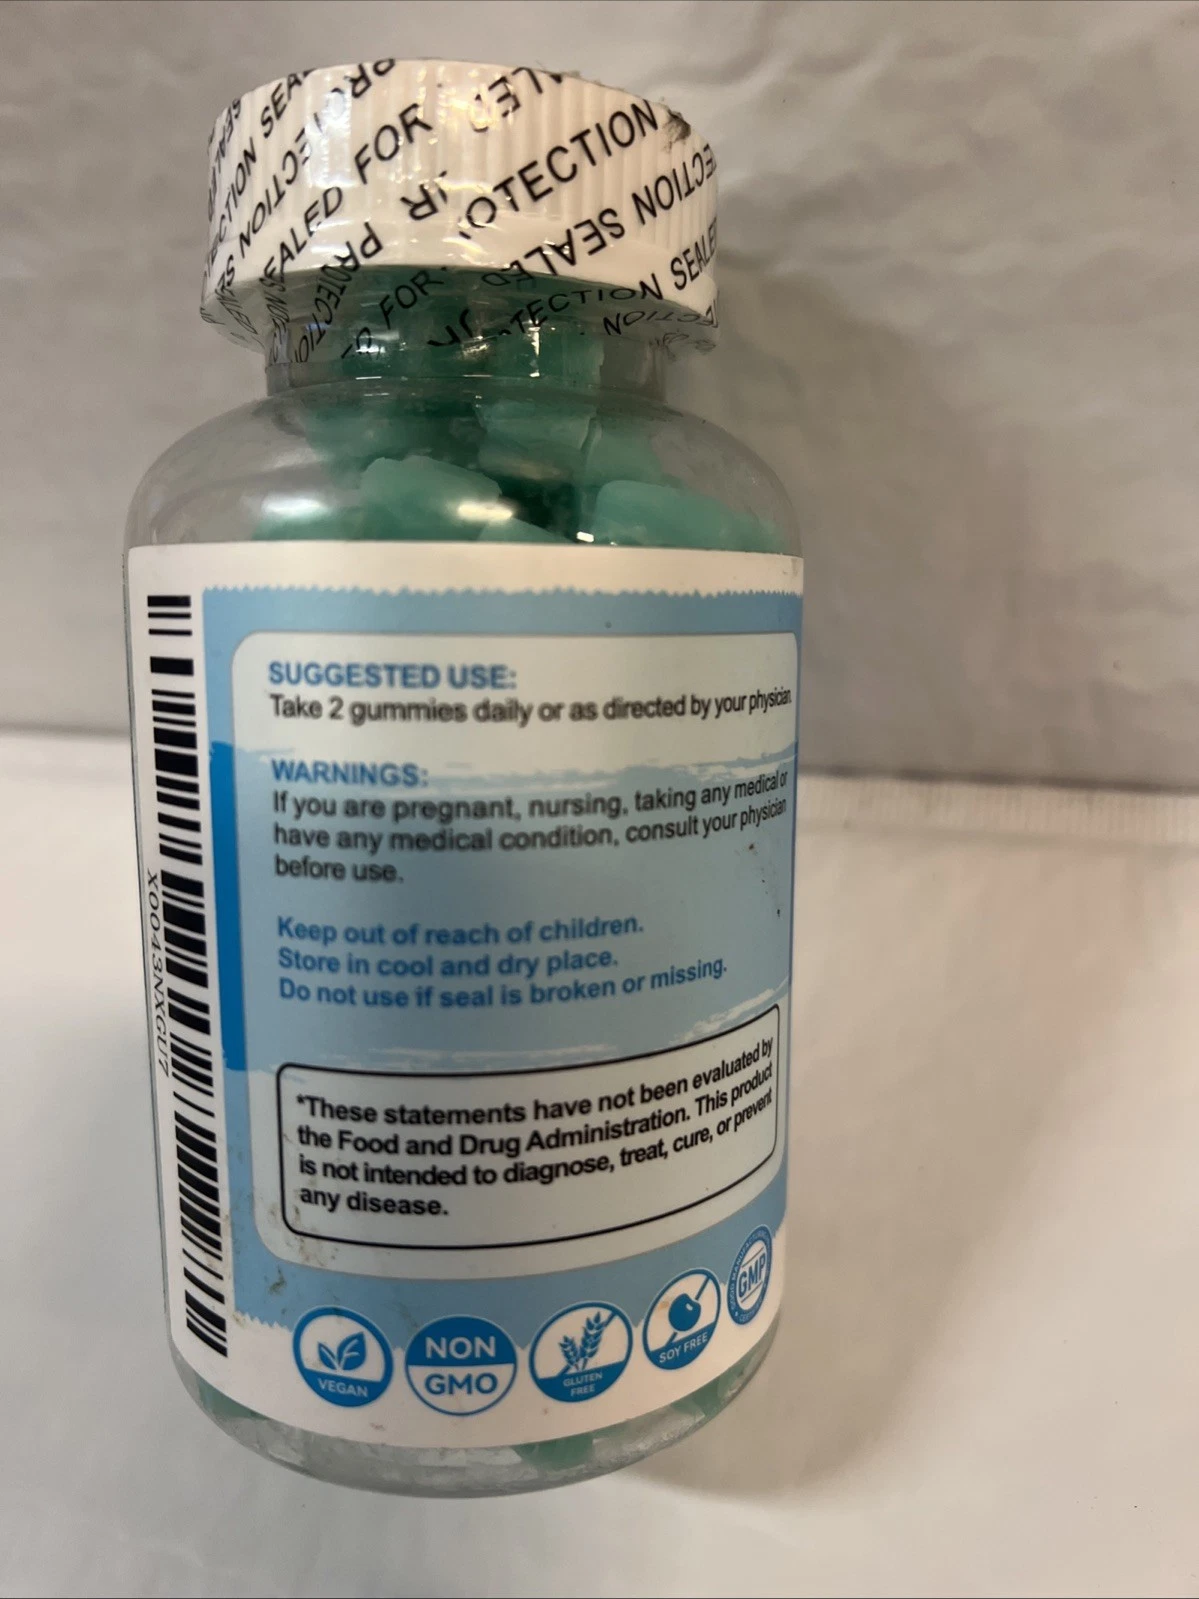 SEALED FOR
PROTECTION
SEALED
SUGGESTED USE:
Take 2 gummies daily or as directed by your physician.
WARNINGS:
If you are pregnant, nursing, taking any medical or
have any medical condition, consult your physician
before use.
Keep out of reach of children.
Store in cool and dry place.
Do not use if seal is broken or missing.
*These statements have not been evaluated by
the Food and Drug Administration. This product
is not intended to diagnose, treat, cure, or prevent
any disease.
X0043NXGU7
VEGAN
NON
GMO
GLUTEN
FREE
SOY FREE
GMP